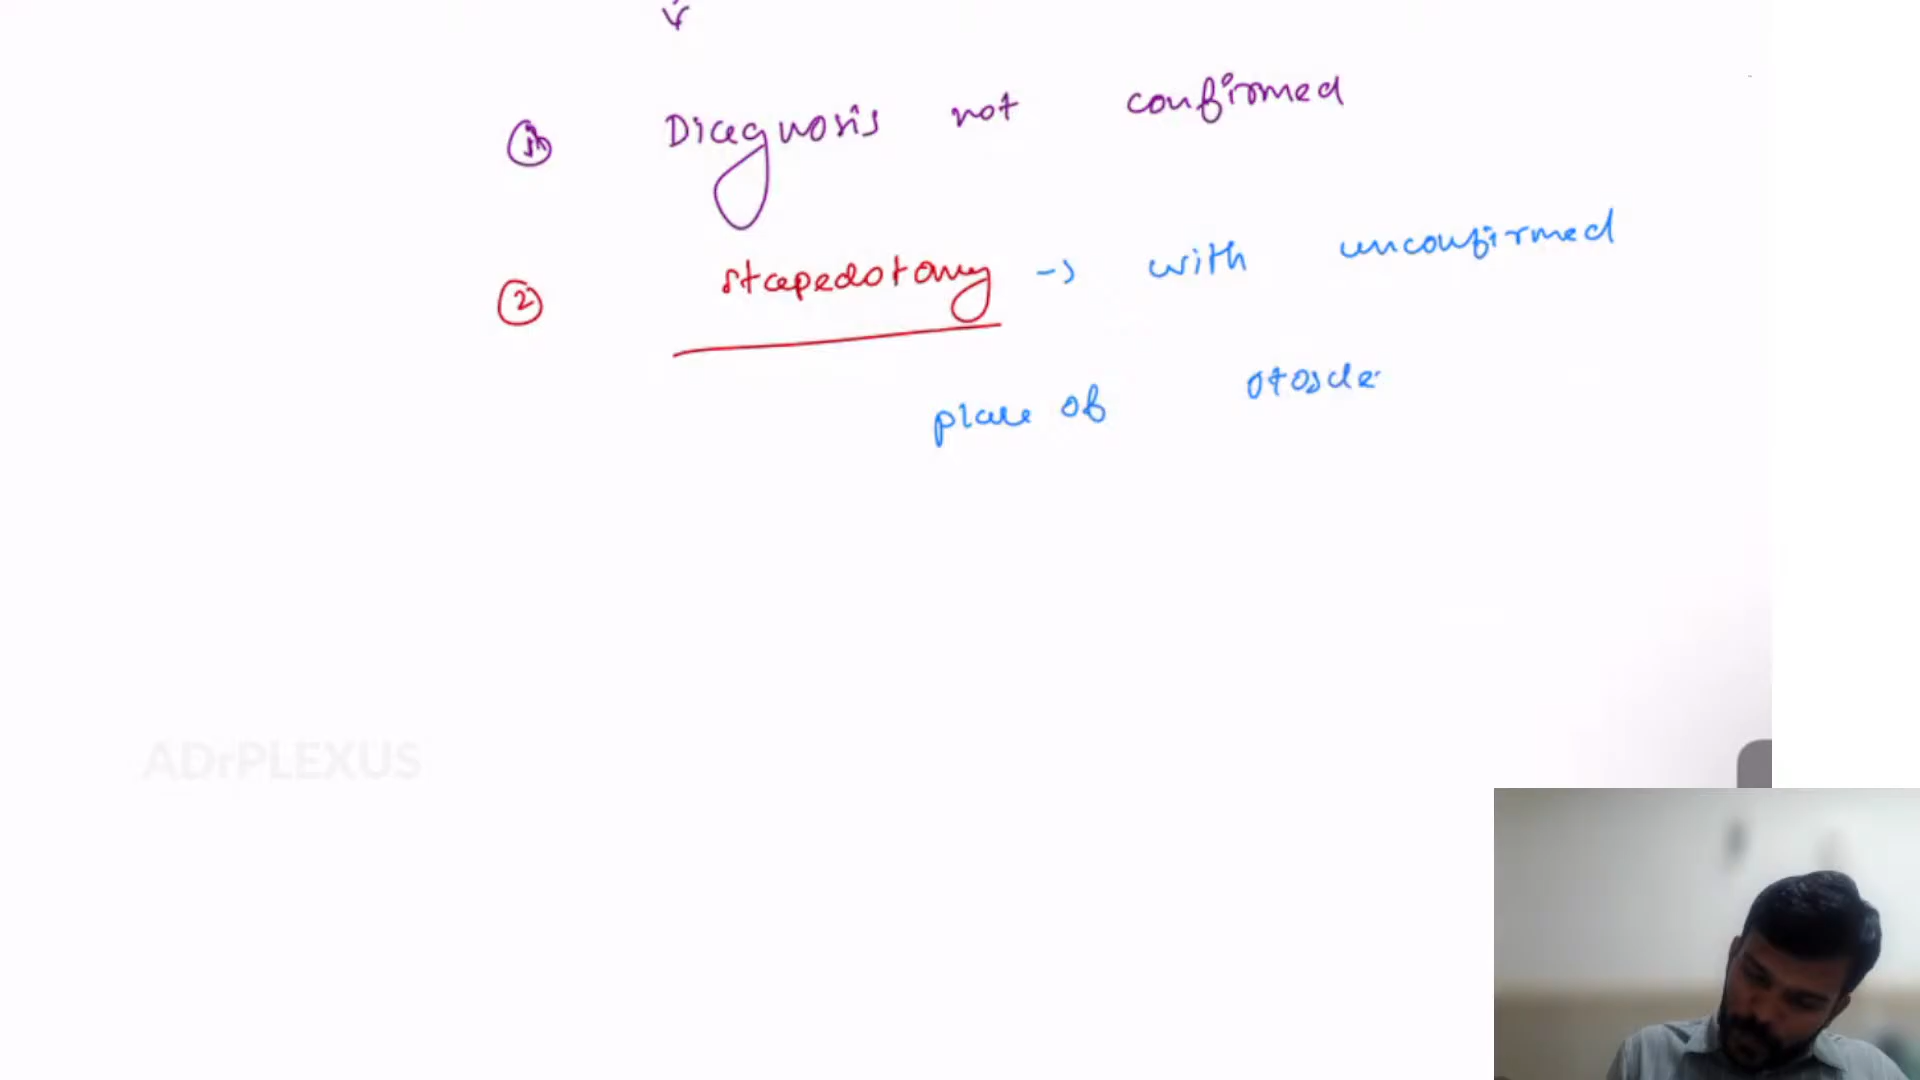 ① Diagnosis not confirmed
② stapedotomy -> with unconfirmed
place of otoscle
ADrPLEXUS